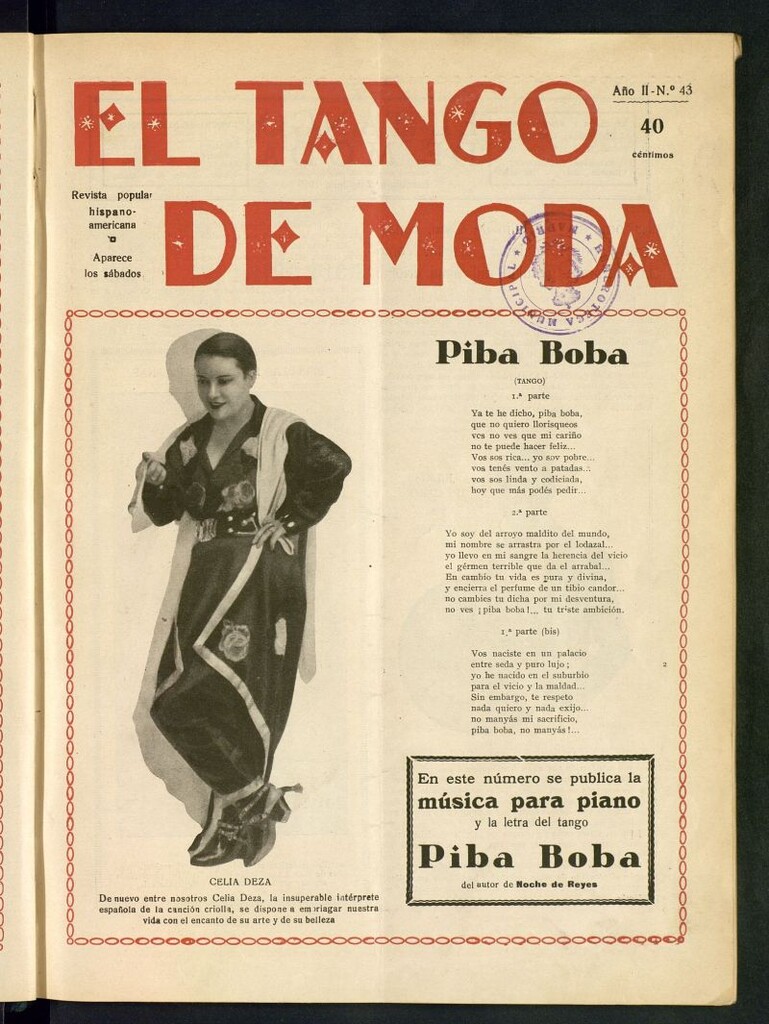 EL TANGO
DE MODA
Año II-N.º 43
40
céntimos
Revista popular
hispano-
americana
Aparece
los sábados
HEMEROTECA MUNICIPAL
★ MADRID ★
CELIA DEZA
De nuevo entre nosotros Celia Deza, la insuperable intérprete
española de la canción criolla, se dispone a embriagar nuestra
vida con el encanto de su arte y de su belleza
Piba Boba
(TANGO)
1.ª parte
Ya te he dicho, piba boba,
que no quiero llorisqueos
vos no ves que mi cariño
no te puede hacer feliz...
Vos sos rica... yo soy pobre...
vos tenés vento a patadas...
vos sos linda y codiciada,
hoy que más podés pedir...
2.ª parte
Yo soy del arroyo maldito del mundo,
mi nombre se arrastra por el lodazal...
yo llevo en mi sangre la herencia del vicio
el gérmen terrible que da el arrabal...
En cambio tu vida es pura y divina,
y encierra el perfume de un tibio candor...
no cambies tu dicha por mi desventura,
no ves ¡piba boba!... tu triste ambición.
1.ª parte (bis)
Vos naciste en un palacio
entre seda y puro lujo;
yo he nacido en el suburbio
para el vicio y la maldad...
Sin embargo, te respeto
nada quiero y nada exijo...
no manyás mi sacrificio,
piba boba, no manyás!...
En este número se publica la
música para piano
y la letra del tango
Piba Boba
del autor de Noche de Reyes